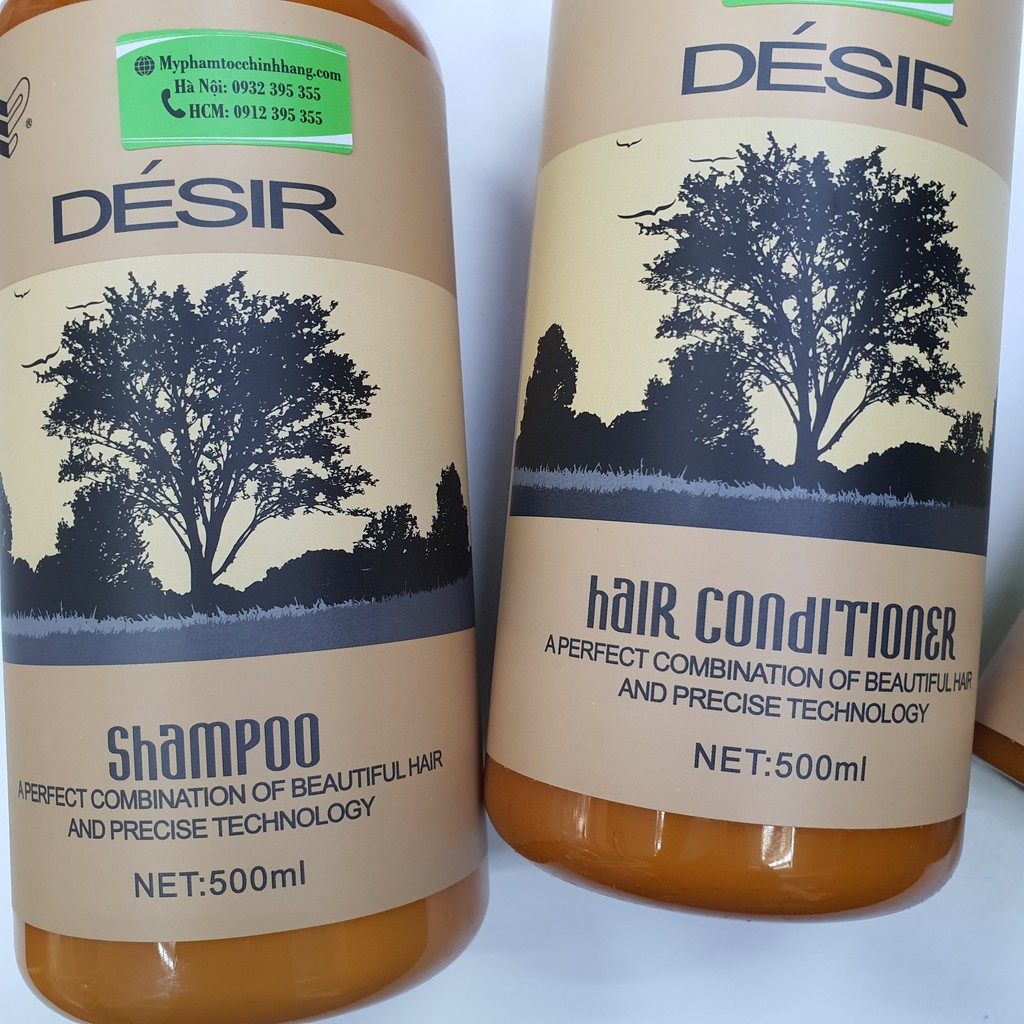 Myphamtocchinhhang.com
Hà Nội: 0932 395 355
HCM: 0912 395 355
DÉSIR
ShAMPOO
A PERFECT COMBINATION OF BEAUTIFUL HAIR
AND PRECISE TECHNOLOGY
NET:500ml
DÉSIR
hAIR CONdITIONER
A PERFECT COMBINATION OF BEAUTIFUL HAIR
AND PRECISE TECHNOLOGY
NET:500ml